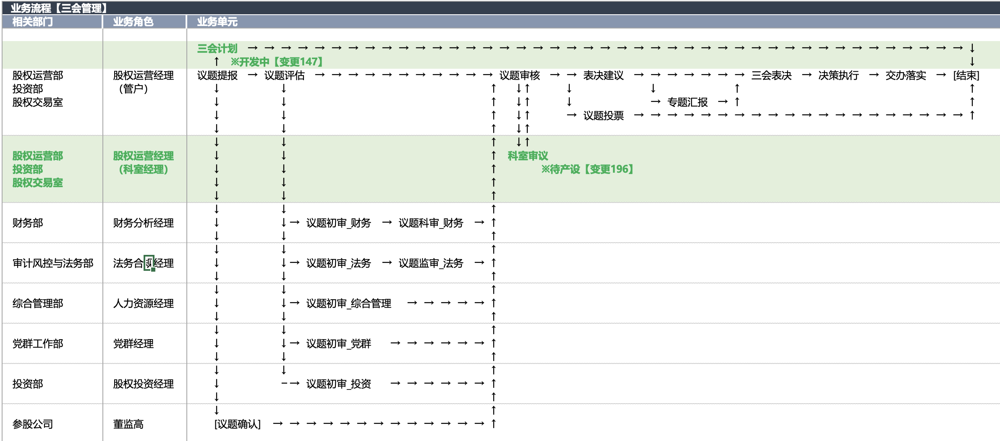 业务流程【三会管理】
相关部门 业务角色 业务单元
三会计划 → → → → → → → → → → → → → → → → → → → → → → → → → → → → → → → → → → → → → → → → → → → ↓
↑ ※开发中【变更147】 ↓
股权运营部 股权运营经理 议题提报 → 议题评估 → → → → → → → → → → → 议题审核 → → 表决建议 → → → → → → → 三会表决 → 决策执行 → 交办落实 → [结束]
投资部 （管户） ↓ ↓ ↑ ↓ ↑ ↓ ↓ ↑ ↑
股权交易室 ↓ ↓ ↑ ↓ ↑ ↓ → 专题汇报 → ↑ ↑
↓ ↓ ↑ ↓ ↑ → 议题投票 → → → → → → → → → → → → → → → → → → → → ↑
↓ ↓ ↑ ↓ ↑
↓ ↓ ↑ ↓ ↑
股权运营部 股权运营经理 ↓ ↓ ↑ 科室审议
投资部 （科室经理） ↓ ↓ ↑ ※待产设【变更196】
股权交易室 ↓ ↓ ↑
↓ ↓ ↑
↓ ↓ ↑
财务部 财务分析经理 ↓ ↓ → 议题初审_财务 → 议题科审_财务 → ↑
↓ ↓ ↑
↓ ↓ ↑
审计风控与法务部 法务合规经理 ↓ ↓ → 议题初审_法务 → 议题监审_法务 → ↑
↓ ↓ ↑
↓ ↓ ↑
综合管理部 人力资源经理 ↓ ↓ → 议题初审_综合管理 → → → → → ↑
↓ ↓ ↑
↓ ↓ ↑
党群工作部 党群经理 ↓ ↓ → 议题初审_党群 → → → → → → ↑
↓ ↓ ↑
↓ ↓ ↑
投资部 股权投资经理 ↓ – → 议题初审_投资 → → → → → → ↑
↓ ↑
↓ ↑
参股公司 董监高 [议题确认] → → → → → → → → → → → → → ↑